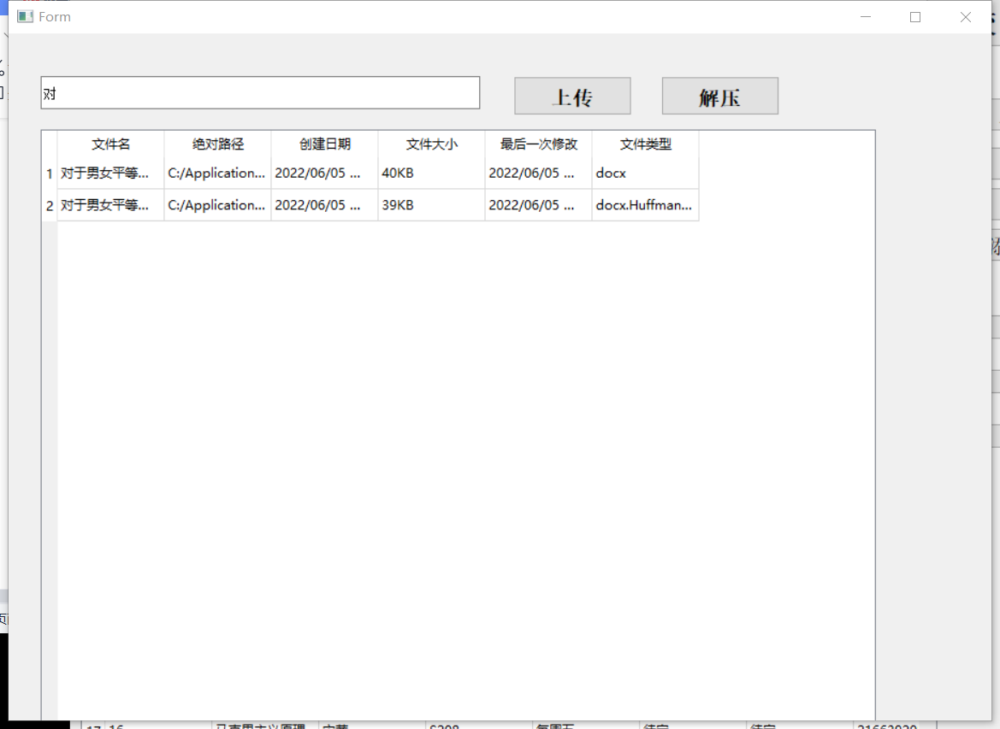 Form
对
上传
解压
文件名 绝对路径 创建日期 文件大小 最后一次修改 文件类型
1 对于男女平等... C:/Application... 2022/06/05 ... 40KB 2022/06/05 ... docx
2 对于男女平等... C:/Application... 2022/06/05 ... 39KB 2022/06/05 ... docx.Huffman...